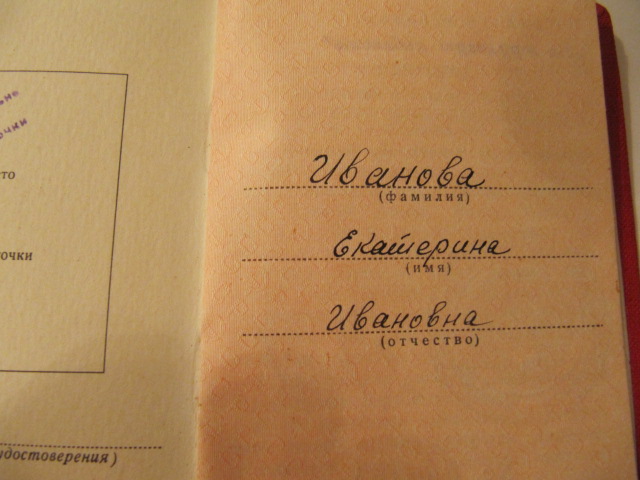 Иванова
(фамилия)
Екатерина
(имя)
Ивановна
(отчество)